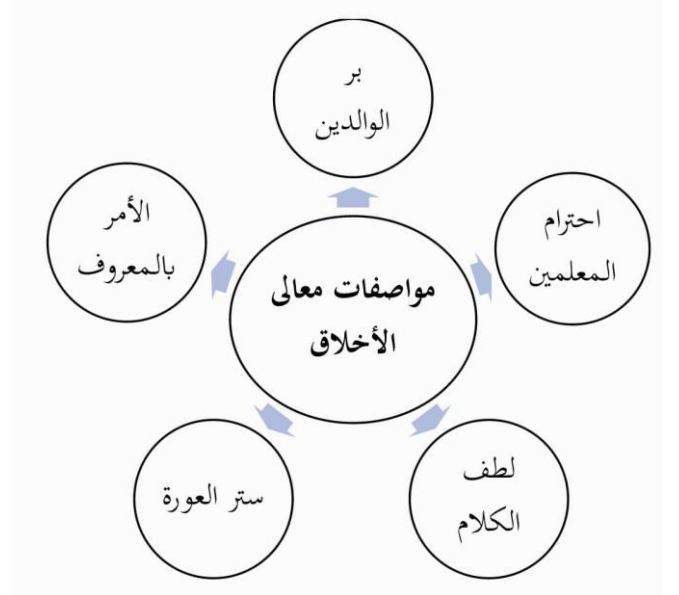 بر
الوالدين
احترام
المعلمين
لطف
الكلام
ستر العورة
الأمر
بالمعروف
مواصفات معالى
الأخلاق